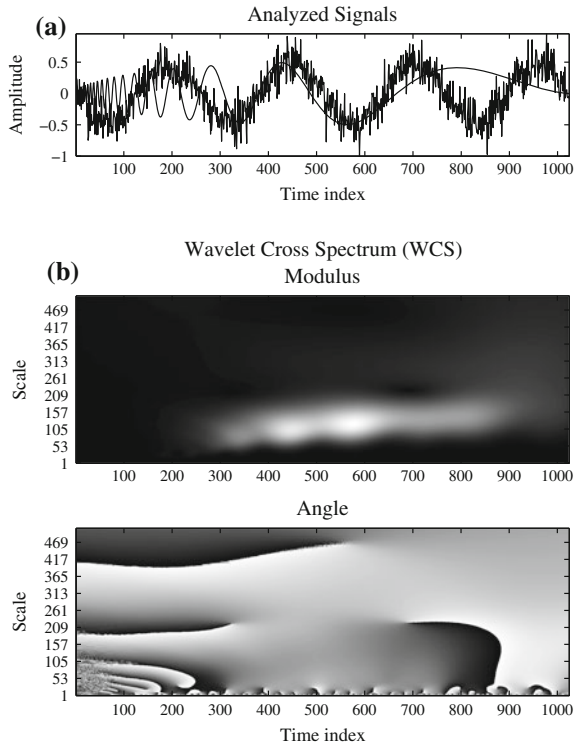 (a)
Analyzed Signals
Amplitude
0.5
0
−0.5
−1
100 200 300 400 500 600 700 800 900 1000
Time index
Wavelet Cross Spectrum (WCS)
(b)
Modulus
Scale
469
417
365
313
261
209
157
105
53
1
100 200 300 400 500 600 700 800 900 1000
Angle
Scale
469
417
365
313
261
209
157
105
53
1
100 200 300 400 500 600 700 800 900 1000
Time index